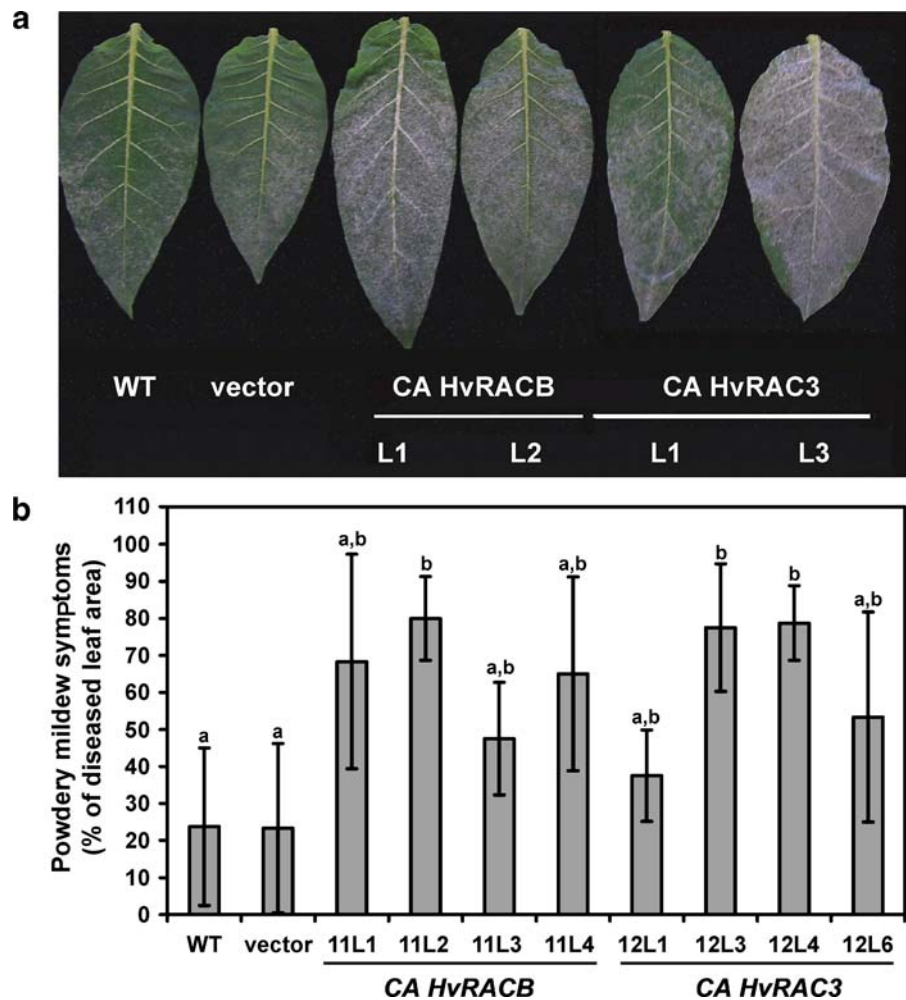 a
WT vector CA HvRACB CA HvRAC3
L1 L2 L1 L3
b
Powdery mildew symptoms
(% of diseased leaf area)
110
100
90
80
70
60
50
40
30
20
10
0
a a a,b b a,b a,b a,b b b a,b
WT vector 11L1 11L2 11L3 11L4 12L1 12L3 12L4 12L6
CA HvRACB CA HvRAC3